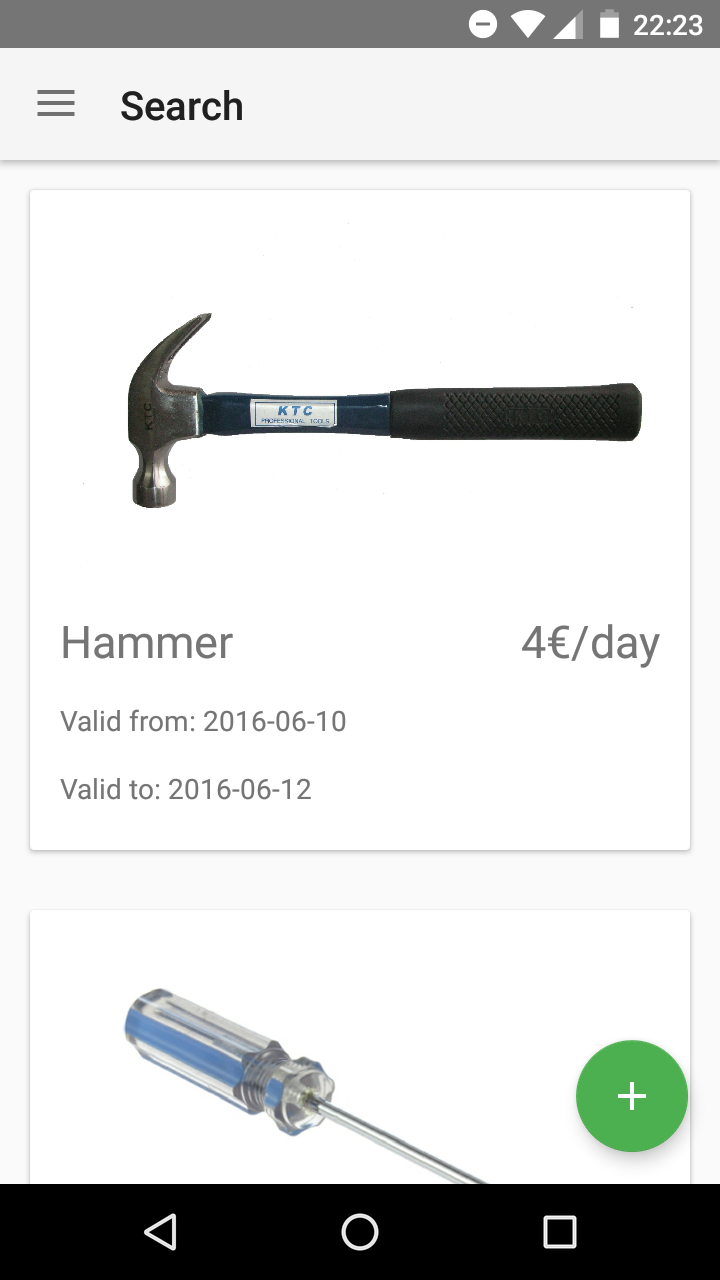 22:23
Search
KTC
KTC
PROFESSIONAL TOOLS
Hammer
4€/day
Valid from: 2016-06-10
Valid to: 2016-06-12